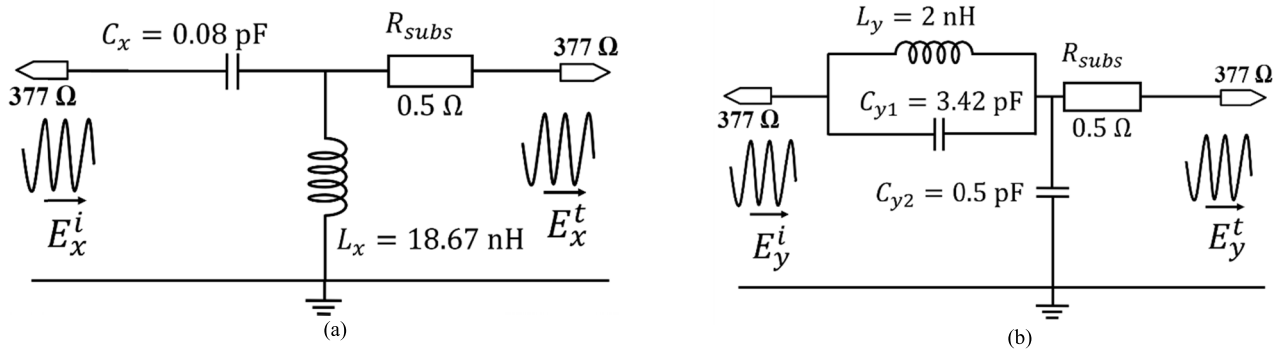 C_x = 0.08 pF
R_subs
377 Ω
377 Ω
0.5 Ω
E_x^i
E_x^t
L_x = 18.67 nH
(a)
L_y = 2 nH
R_subs
377 Ω
377 Ω
C_y1 = 3.42 pF
0.5 Ω
C_y2 = 0.5 pF
E_y^i
E_y^t
(b)